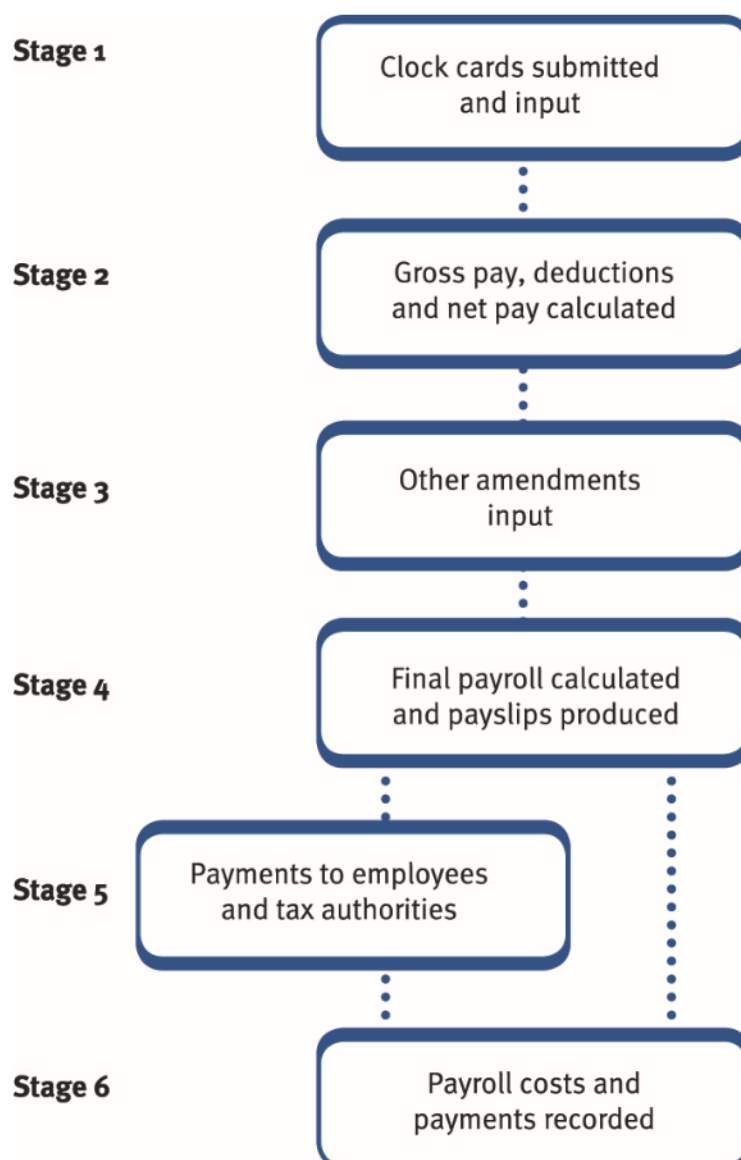 Stage 1
Clock cards submitted
and input
Stage 2
Gross pay, deductions
and net pay calculated
Stage 3
Other amendments
input
Stage 4
Final payroll calculated
and payslips produced
Stage 5
Payments to employees
and tax authorities
Stage 6
Payroll costs and
payments recorded